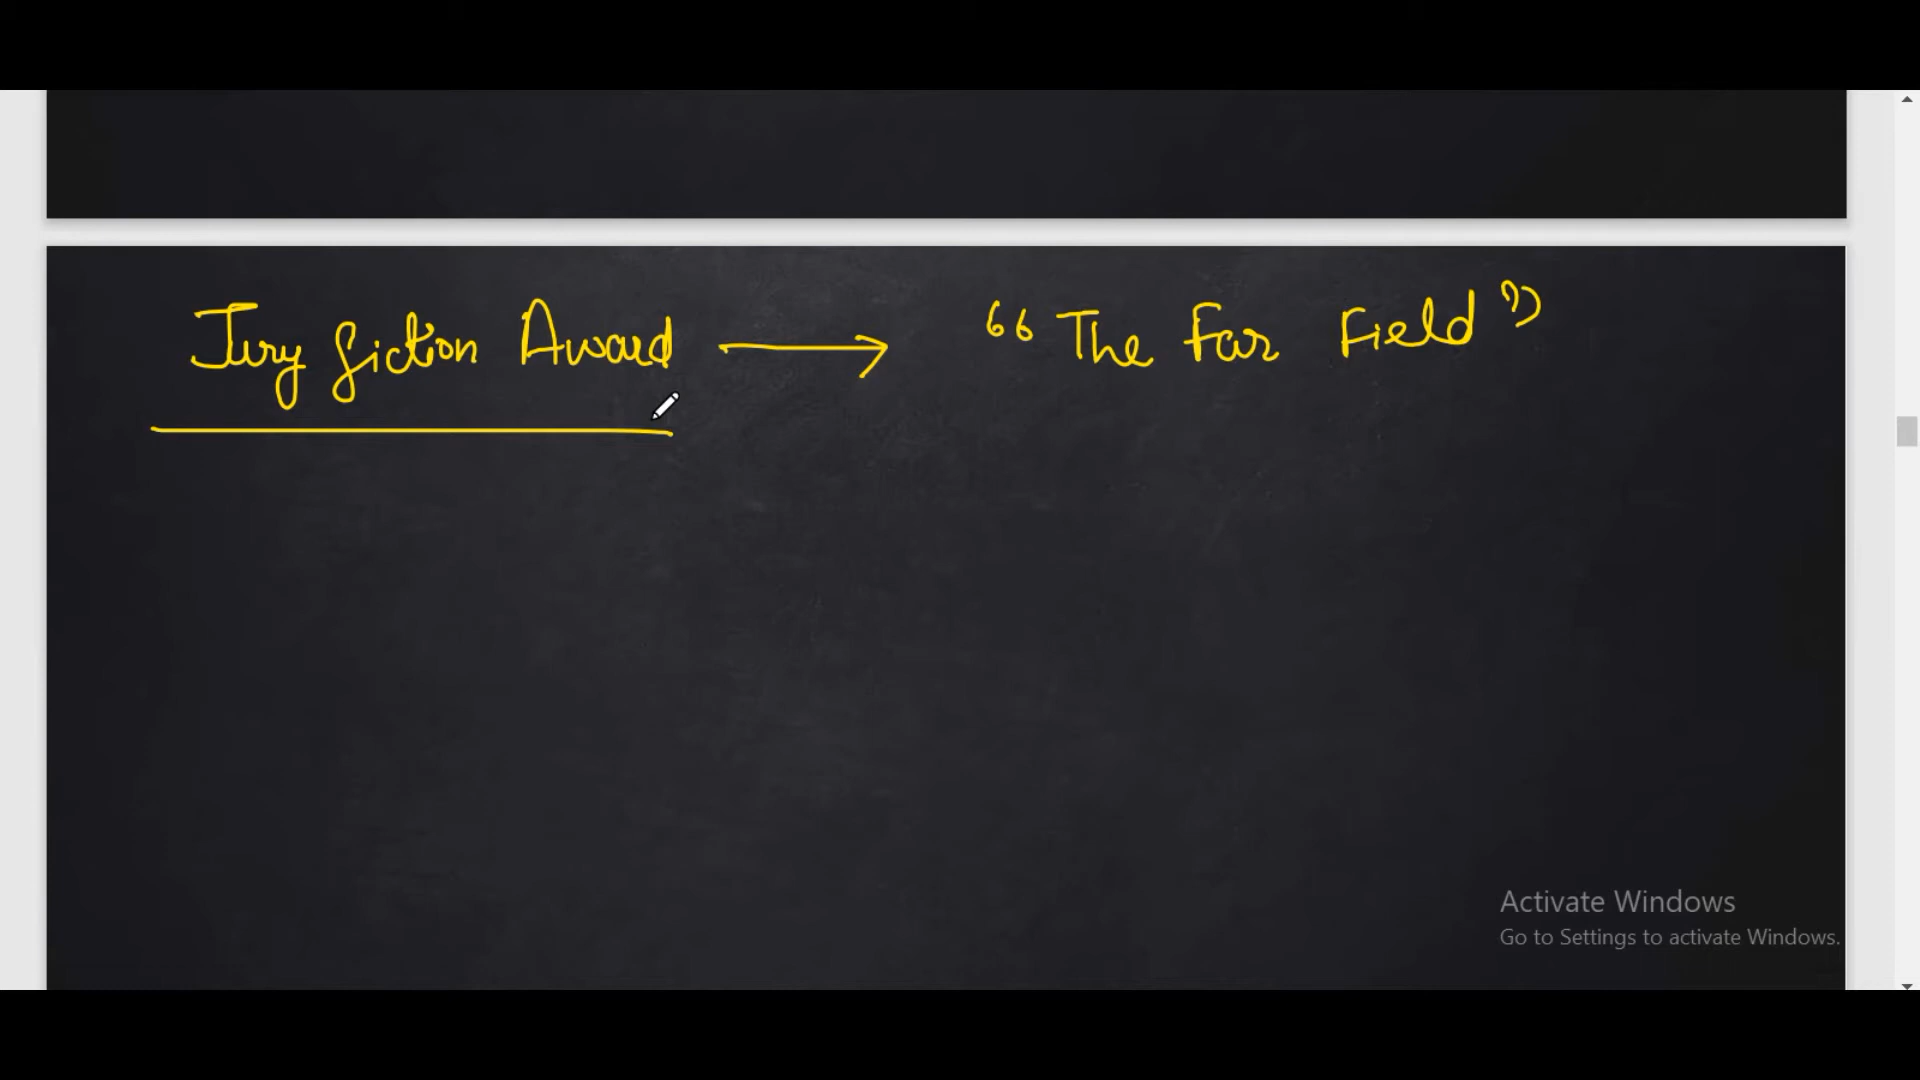 Jury fiction Award → “The Far Field”
Activate Windows
Go to Settings to activate Windows.